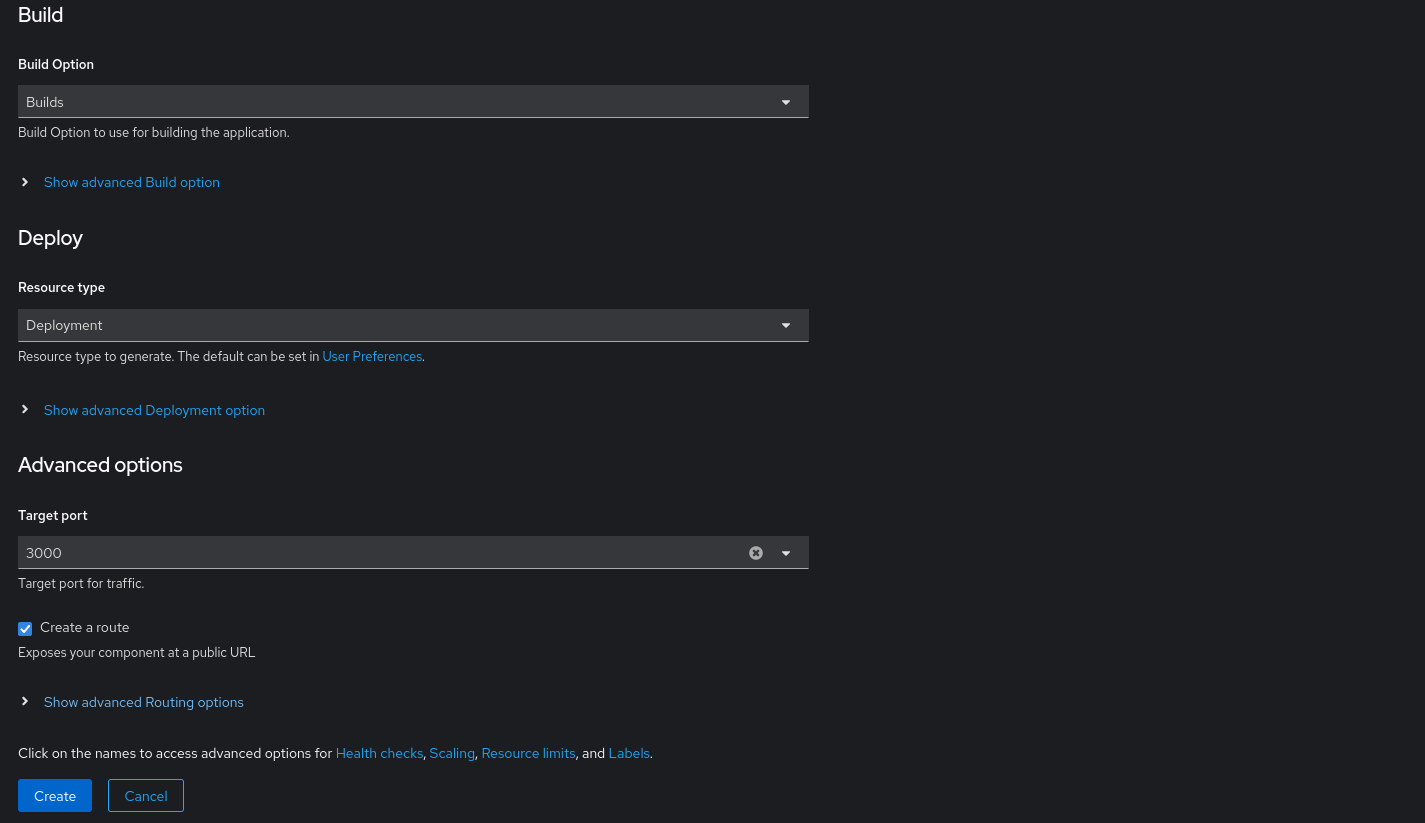 Build
Build Option
Builds
Build Option to use for building the application.
Show advanced Build option
Deploy
Resource type
Deployment
Resource type to generate. The default can be set in User Preferences.
Show advanced Deployment option
Advanced options
Target port
3000
Target port for traffic.
Create a route
Exposes your component at a public URL
Show advanced Routing options
Click on the names to access advanced options for Health checks, Scaling, Resource limits, and Labels.
Create Cancel